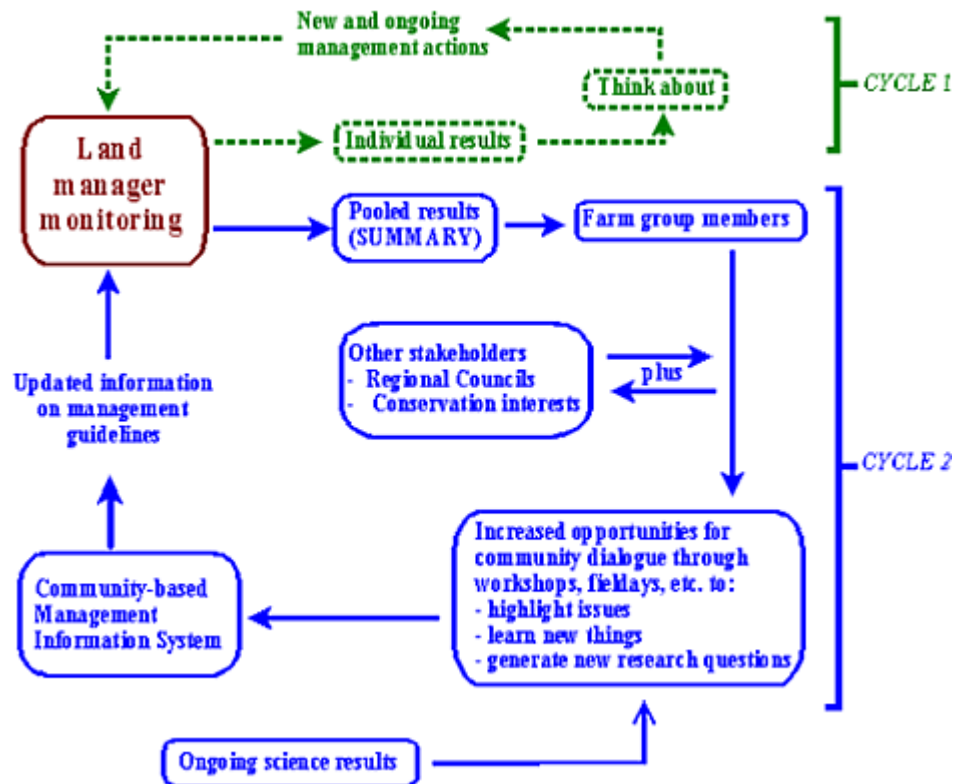 New and ongoing
management actions
Think about
CYCLE 1
Individual results
Land
manager
monitoring
Pooled results
(SUMMARY)
Farm group members
Other stakeholders
- Regional Councils
- Conservation interests
plus
Updated information
on management
guidelines
CYCLE 2
Increased opportunities for
community dialogue through
workshops, fieldays, etc. to:
- highlight issues
- learn new things
- generate new research questions
Community-based
Management
Information System
Ongoing science results